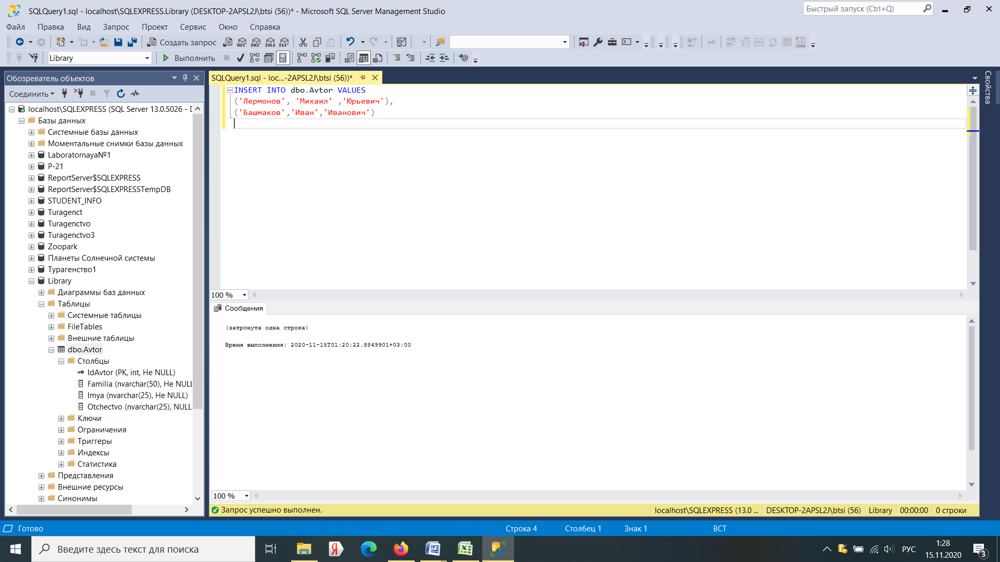 SQLQuery1.sql - localhost\SQLEXPRESS.Library (DESKTOP-2APSL2J\btsi (56))* - Microsoft SQL Server Management Studio
Быстрый запуск (Ctrl+Q)
Файл Правка Вид Запрос Проект Сервис Окно Справка
Создать запрос
Library
Выполнить
Обозреватель объектов
Соединить
localhost\SQLEXPRESS (SQL Server 13.0.5026 -
Базы данных
Системные базы данных
Моментальные снимки базы данных
Laboratornaya№1
P-21
ReportServer$SQLEXPRESS
ReportServer$SQLEXPRESSTempDB
STUDENT_INFO
Turagenct
Turagenctvo
Turagenctvo3
Zoopark
Планеты Солнечной системы
Турагенство1
Library
Диаграммы баз данных
Таблицы
Системные таблицы
FileTables
Внешние таблицы
dbo.Avtor
Столбцы
IdAvtor (PK, int, Не NULL)
Familia (nvarchar(50), Не NULL
Imya (nvarchar(25), Не NULL)
Otchectvo (nvarchar(25), NULL
Ключи
Ограничения
Триггеры
Индексы
Статистика
Представления
Внешние ресурсы
Синонимы
SQLQuery1.sql - loc...-2APSL2J\btsi (56))*
INSERT INTO dbo.Avtor VALUES
('Лермонов', 'Михаил' ,'Юрьевич'),
('Башмаков','Иван','Иванович')
100 %
Сообщения
(затронута одна строка)
Время выполнения: 2020-11-15T01:20:22.8849901+03:00
100 %
Запрос успешно выполнен.
localhost\SQLEXPRESS (13.0 ...
DESKTOP-2APSL2J\btsi (56)
Library
00:00:00
0 строки
Свойства
Готово
Строка 4
Столбец 1
Знак 1
ВСТ
Введите здесь текст для поиска
РУС
1:28
15.11.2020
3